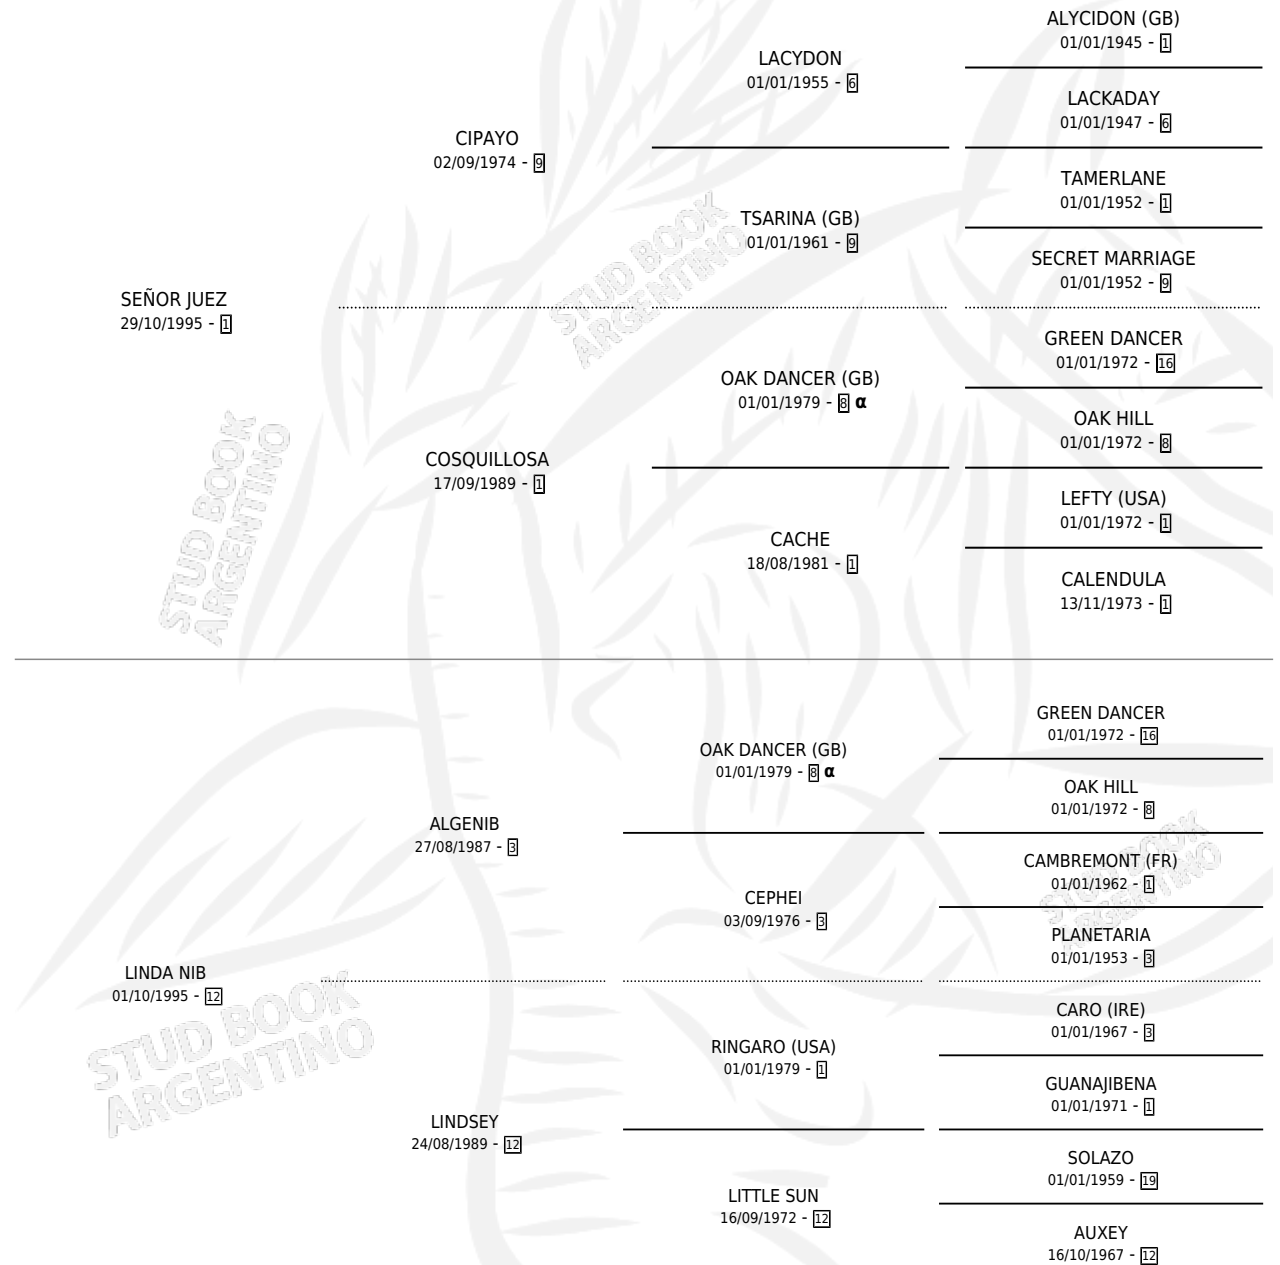 ALYCIDON (GB)
01/01/1945 - 1
LACYDON
01/01/1955 - 6
LACKADAY
01/01/1947 - 6
CIPAYO
02/09/1974 - 9
TAMERLANE
01/01/1952 - 1
TSARINA (GB)
01/01/1961 - 9
SECRET MARRIAGE
01/01/1952 - 9
SEÑOR JUEZ
29/10/1995 - 1
GREEN DANCER
01/01/1972 - 16
OAK DANCER (GB)
01/01/1979 - 8 α
OAK HILL
01/01/1972 - 8
COSQUILLOSA
17/09/1989 - 1
LEFTY (USA)
01/01/1972 - 1
CACHE
18/08/1981 - 1
CALENDULA
13/11/1973 - 1
STUD BOOK
ARGENTINO
STUD BOOK
ARGENTINO
GREEN DANCER
01/01/1972 - 16
OAK DANCER (GB)
01/01/1979 - 8 α
OAK HILL
01/01/1972 - 8
ALGENIB
27/08/1987 - 3
CAMBREMONT (FR)
01/01/1962 - 1
CEPHEI
03/09/1976 - 3
PLANETARIA
01/01/1953 - 3
LINDA NIB
01/10/1995 - 12
CARO (IRE)
01/01/1967 - 3
RINGARO (USA)
01/01/1979 - 1
GUANAJIBENA
01/01/1971 - 1
LINDSEY
24/08/1989 - 12
SOLAZO
01/01/1959 - 19
LITTLE SUN
16/09/1972 - 12
AUXEY
16/10/1967 - 12
STUD BOOK
ARGENTINO
STUD BOOK
ARGENTINO